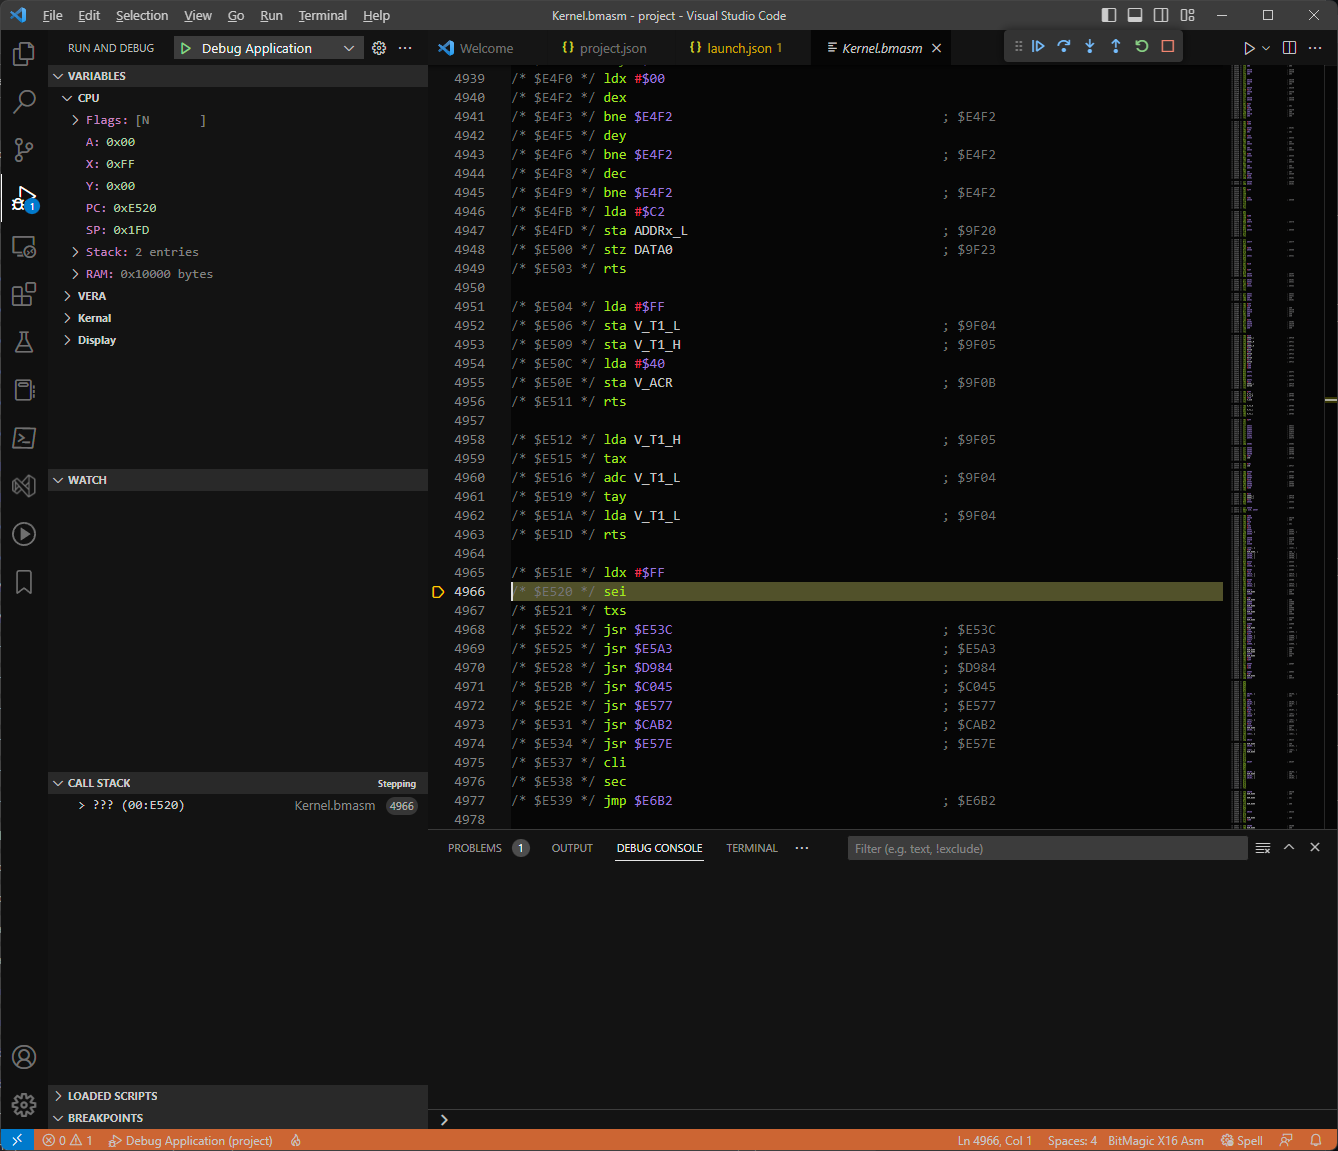 File Edit Selection View Go Run Terminal Help
Kernel.bmasm - project - Visual Studio Code
RUN AND DEBUG
Debug Application
Welcome
project.json
launch.json 1
Kernel.bmasm
VARIABLES
CPU
Flags: [N ]
A: 0x00
X: 0xFF
Y: 0x00
PC: 0xE520
SP: 0x1FD
Stack: 2 entries
RAM: 0x10000 bytes
VERA
Kernal
Display
WATCH
CALL STACK Stepping
??? (00:E520) Kernel.bmasm 4966
LOADED SCRIPTS
BREAKPOINTS
1
4939 /* $E4F0 */ ldx #$00
4940 /* $E4F2 */ dex
4941 /* $E4F3 */ bne $E4F2 ; $E4F2
4942 /* $E4F5 */ dey
4943 /* $E4F6 */ bne $E4F2 ; $E4F2
4944 /* $E4F8 */ dec
4945 /* $E4F9 */ bne $E4F2 ; $E4F2
4946 /* $E4FB */ lda #$C2
4947 /* $E4FD */ sta ADDRx_L ; $9F20
4948 /* $E500 */ stz DATA0 ; $9F23
4949 /* $E503 */ rts
4950
4951 /* $E504 */ lda #$FF
4952 /* $E506 */ sta V_T1_L ; $9F04
4953 /* $E509 */ sta V_T1_H ; $9F05
4954 /* $E50C */ lda #$40
4955 /* $E50E */ sta V_ACR ; $9F0B
4956 /* $E511 */ rts
4957
4958 /* $E512 */ lda V_T1_H ; $9F05
4959 /* $E515 */ tax
4960 /* $E516 */ adc V_T1_L ; $9F04
4961 /* $E519 */ tay
4962 /* $E51A */ lda V_T1_L ; $9F04
4963 /* $E51D */ rts
4964
4965 /* $E51E */ ldx #$FF
4966 /* $E520 */ sei
4967 /* $E521 */ txs
4968 /* $E522 */ jsr $E53C ; $E53C
4969 /* $E525 */ jsr $E5A3 ; $E5A3
4970 /* $E528 */ jsr $D984 ; $D984
4971 /* $E52B */ jsr $C045 ; $C045
4972 /* $E52E */ jsr $E577 ; $E577
4973 /* $E531 */ jsr $CAB2 ; $CAB2
4974 /* $E534 */ jsr $E57E ; $E57E
4975 /* $E537 */ cli
4976 /* $E538 */ sec
4977 /* $E539 */ jmp $E6B2 ; $E6B2
4978
PROBLEMS 1 OUTPUT DEBUG CONSOLE TERMINAL ··· Filter (e.g. text, !exclude)
0 1 Debug Application (project) Ln 4966, Col 1 Spaces: 4 BitMagic X16 Asm Spell